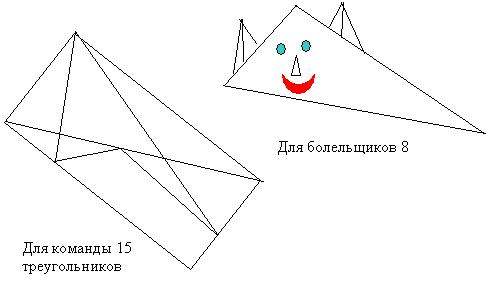 Для болельщиков 8
Для команды 15
треугольников